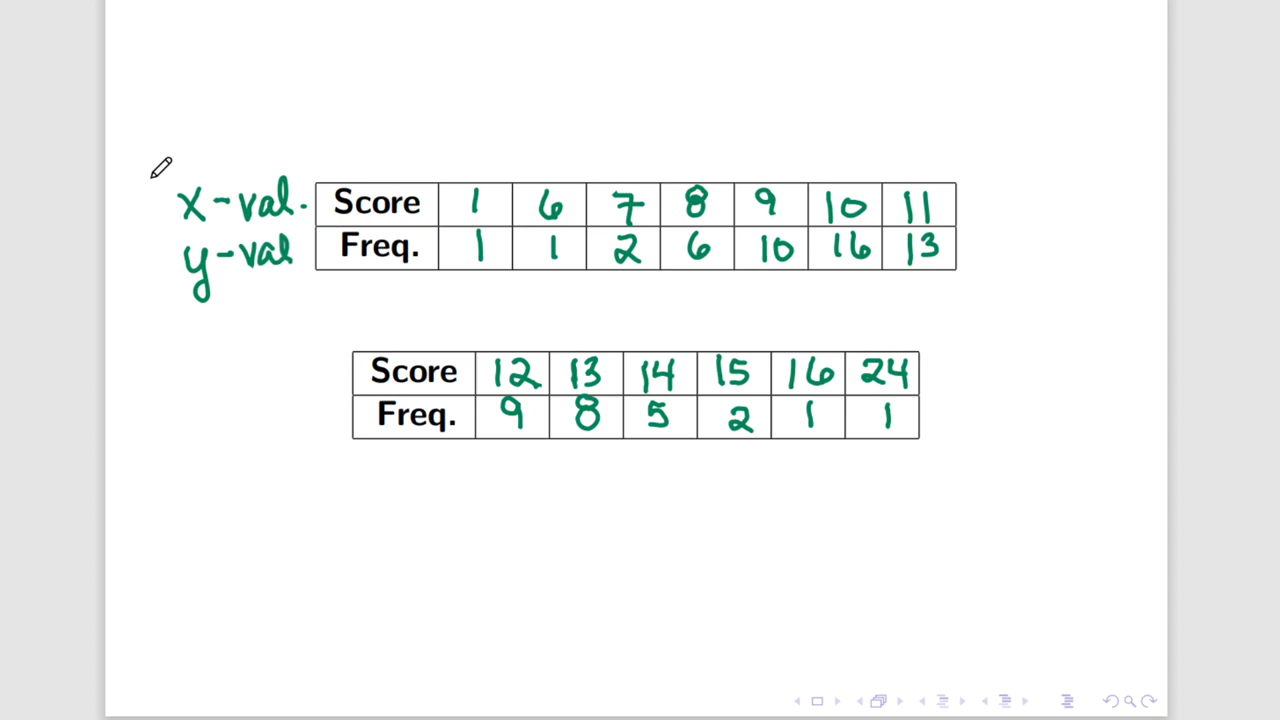 x-val. Score 1 6 7 8 9 10 11
y-val Freq. 1 1 2 6 10 16 13
Score 12 13 14 15 16 24
Freq. 9 8 5 2 1 1